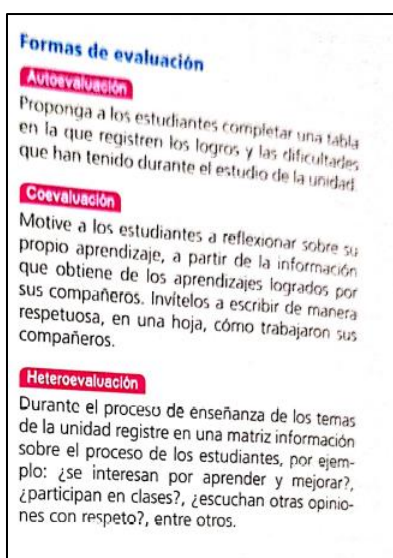 Formas de evaluación
Autoevaluación
Proponga a los estudiantes completar una tabla
en la que registren los logros y las dificultades
que han tenido durante el estudio de la unidad.
Coevaluación
Motive a los estudiantes a reflexionar sobre su
propio aprendizaje, a partir de la información
que obtiene de los aprendizajes logrados por
sus compañeros. Invítelos a escribir de manera
respetuosa, en una hoja, cómo trabajaron sus
compañeros.
Heteroevaluación
Durante el proceso de enseñanza de los temas
de la unidad registre en una matriz información
sobre el proceso de los estudiantes, por ejem-
plo: ¿se interesan por aprender y mejorar?,
¿participan en clases?, ¿escuchan otras opinio-
nes con respeto?, entre otros.